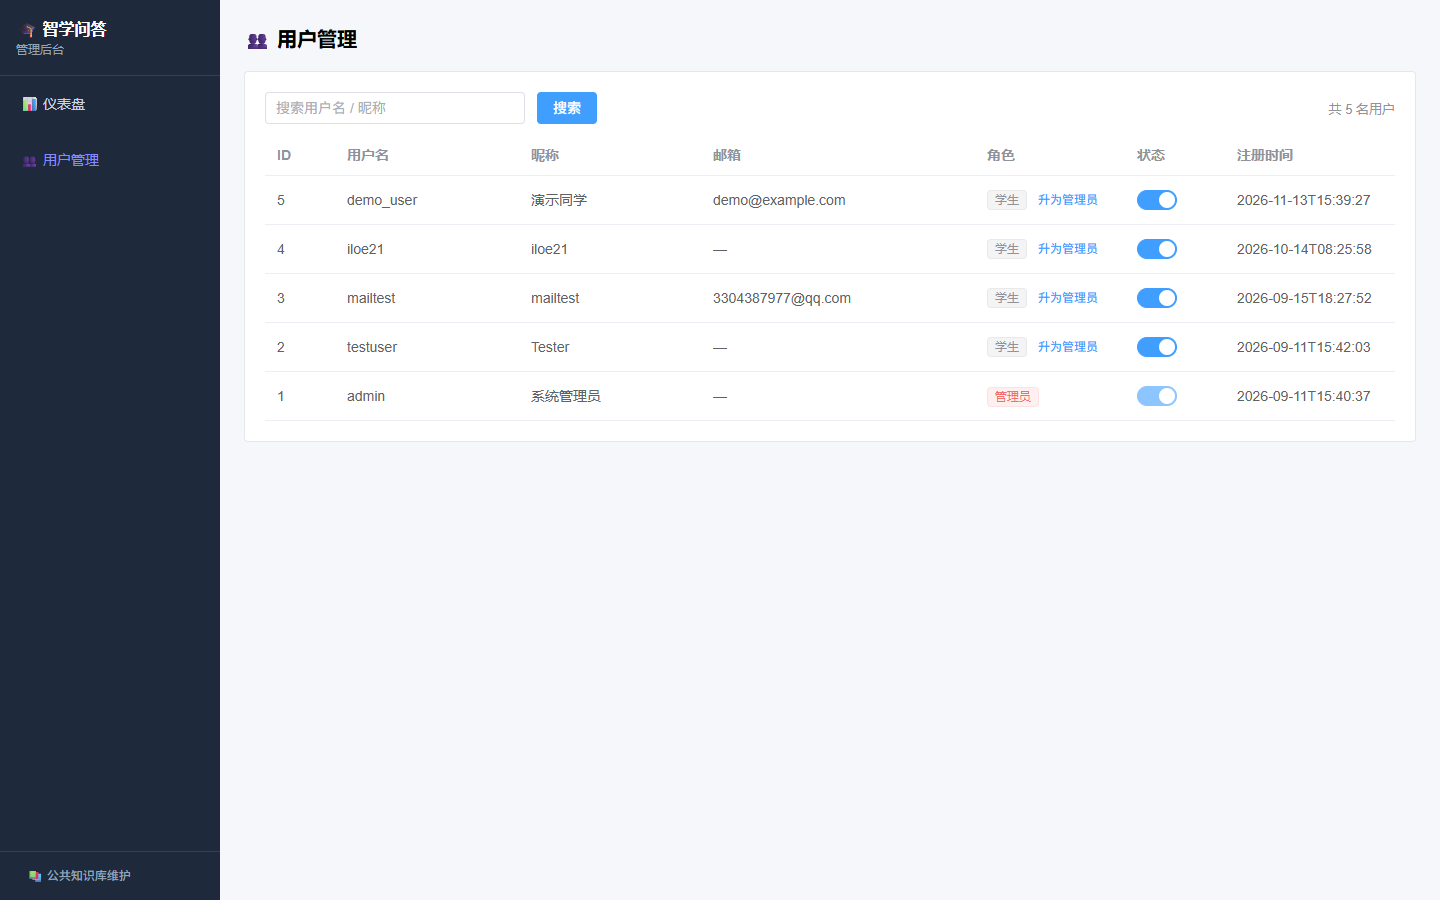 智学问答
管理后台
仪表盘
用户管理
公共知识库维护
用户管理
搜索用户名 / 昵称 搜索 共 5 名用户
ID 用户名 昵称 邮箱 角色 状态 注册时间
5 demo_user 演示同学 demo@example.com 学生 升为管理员 2026-11-13T15:39:27
4 iloe21 iloe21 — 学生 升为管理员 2026-10-14T08:25:58
3 mailtest mailtest 3304387977@qq.com 学生 升为管理员 2026-09-15T18:27:52
2 testuser Tester — 学生 升为管理员 2026-09-11T15:42:03
1 admin 系统管理员 — 管理员 2026-09-11T15:40:37